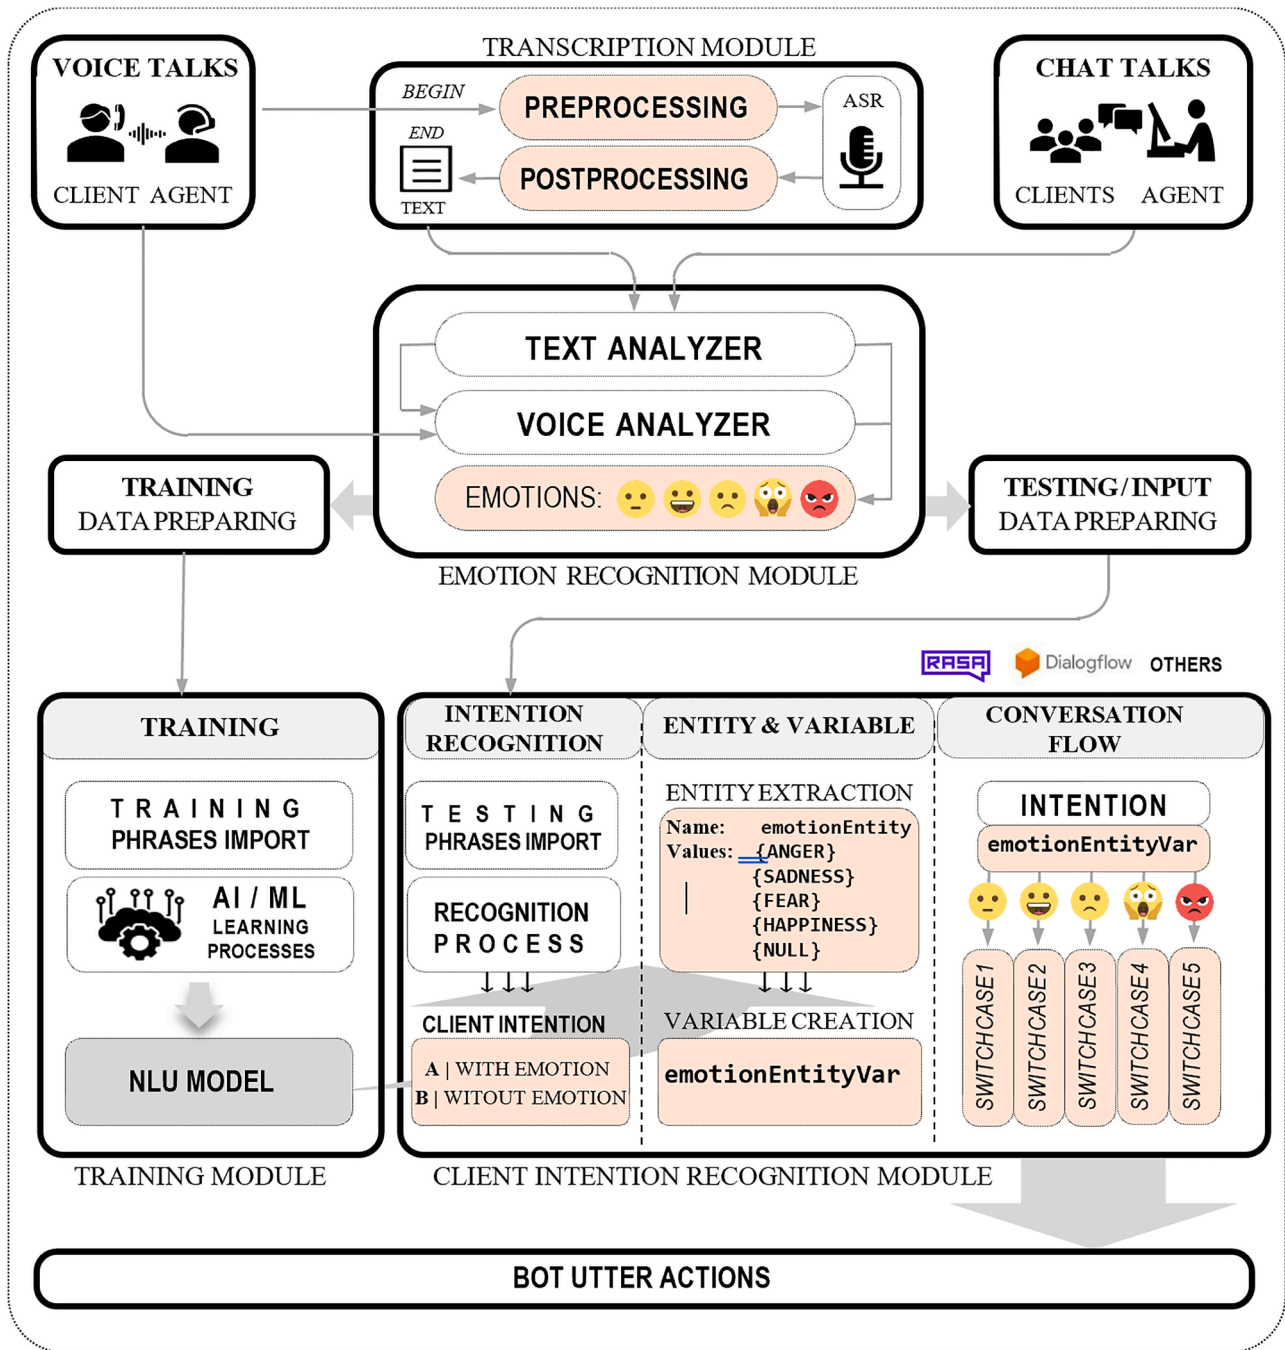 TRANSCRIPTION MODULE
VOICE TALKS
CLIENT AGENT
BEGIN
PREPROCESSING
ASR
END
POSTPROCESSING
TEXT
CHAT TALKS
CLIENTS AGENT
TEXT ANALYZER
VOICE ANALYZER
EMOTIONS:
EMOTION RECOGNITION MODULE
TRAINING
DATA PREPARING
TESTING / INPUT
DATA PREPARING
RASA
Dialogflow
OTHERS
TRAINING
TRAINING
PHRASES IMPORT
AI / ML
LEARNING
PROCESSES
NLU MODEL
TRAINING MODULE
INTENTION
RECOGNITION
TESTING
PHRASES IMPORT
RECOGNITION
PROCESS
CLIENT INTENTION
A | WITH EMOTION
B | WITOUT EMOTION
ENTITY & VARIABLE
ENTITY EXTRACTION
Name: emotionEntity
Values: {ANGER}
{SADNESS}
{FEAR}
{HAPPINESS}
{NULL}
VARIABLE CREATION
emotionEntityVar
CONVERSATION
FLOW
INTENTION
emotionEntityVar
SWITCHCASE1
SWITCHCASE2
SWITCHCASE3
SWITCHCASE4
SWITCHCASE5
CLIENT INTENTION RECOGNITION MODULE
BOT UTTER ACTIONS